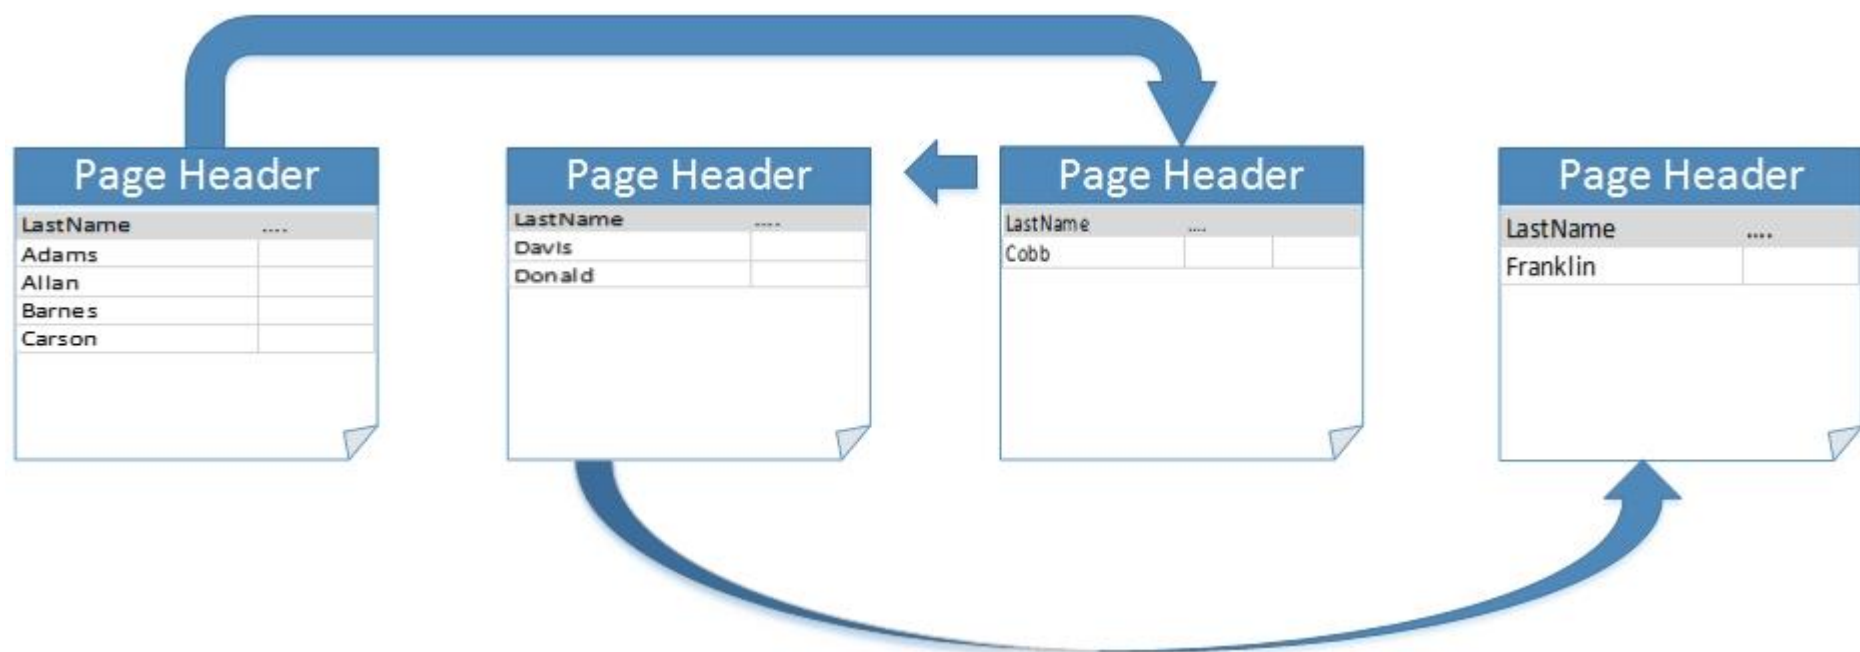 Page Header
LastName ....
Adams
Allan
Barnes
Carson
Page Header
LastName ....
Davis
Donald
Page Header
LastName ....
Cobb
Page Header
LastName ....
Franklin